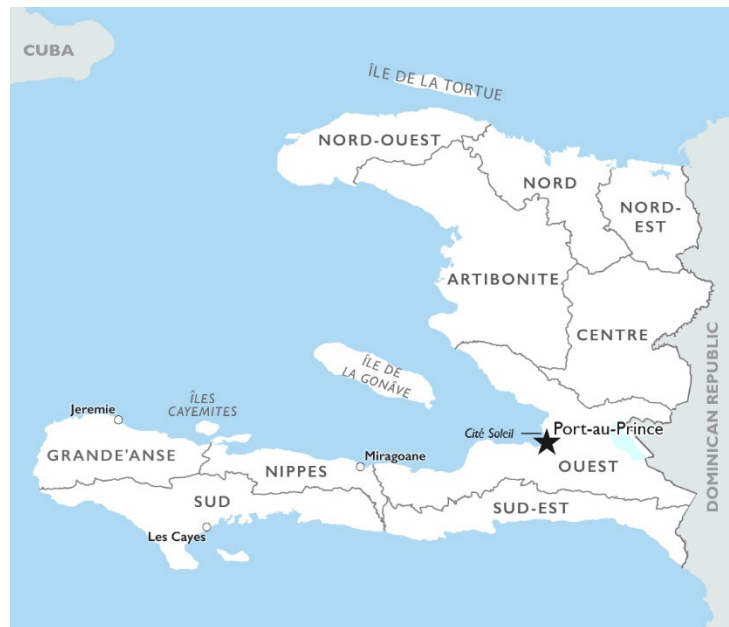 CUBA
ÎLE DE LA TORTUE
NORD-OUEST
NORD
NORD-
EST
ARTIBONITE
CENTRE
DOMINICAN REPUBLIC
ÎLE DE
LA GONÂVE
ÎLES
CAYEMITES
Jeremie
Cité Soleil
Port-au-Prince
GRANDE'ANSE
NIPPES
Miragoane
OUEST
SUD
SUD-EST
Les Cayes